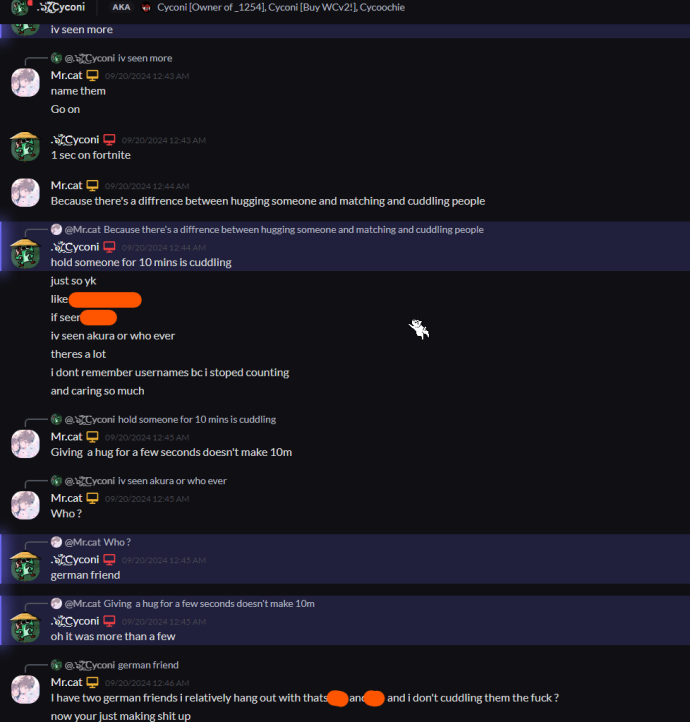 Cyconi AKA Cyconi [Owner of _1254], Cyconi [Buy WCv2!], Cycoochie
iv seen more
@Cyconi iv seen more
Mr.cat 09/20/2024 12:43 AM
name them
Go on
Cyconi 09/20/2024 12:43 AM
1 sec on fortnite
Mr.cat 09/20/2024 12:44 AM
Because there's a diffrence between hugging someone and matching and cuddling people
@Mr.cat Because there's a diffrence between hugging someone and matching and cuddling people
Cyconi 09/20/2024 12:44 AM
hold someone for 10 mins is cuddling
just so yk
like
if seen
iv seen akura or who ever
theres a lot
i dont remember usernames bc i stoped counting
and caring so much
@Cyconi hold someone for 10 mins is cuddling
Mr.cat 09/20/2024 12:45 AM
Giving a hug for a few seconds doesn't make 10m
@Cyconi iv seen akura or who ever
Mr.cat 09/20/2024 12:45 AM
Who ?
@Mr.cat Who ?
Cyconi 09/20/2024 12:45 AM
german friend
@Mr.cat Giving a hug for a few seconds doesn't make 10m
Cyconi 09/20/2024 12:45 AM
oh it was more than a few
@Cyconi german friend
Mr.cat 09/20/2024 12:46 AM
I have two german friends i relatively hang out with thats and and i don't cuddling them the fuck ?
now your just making shit up